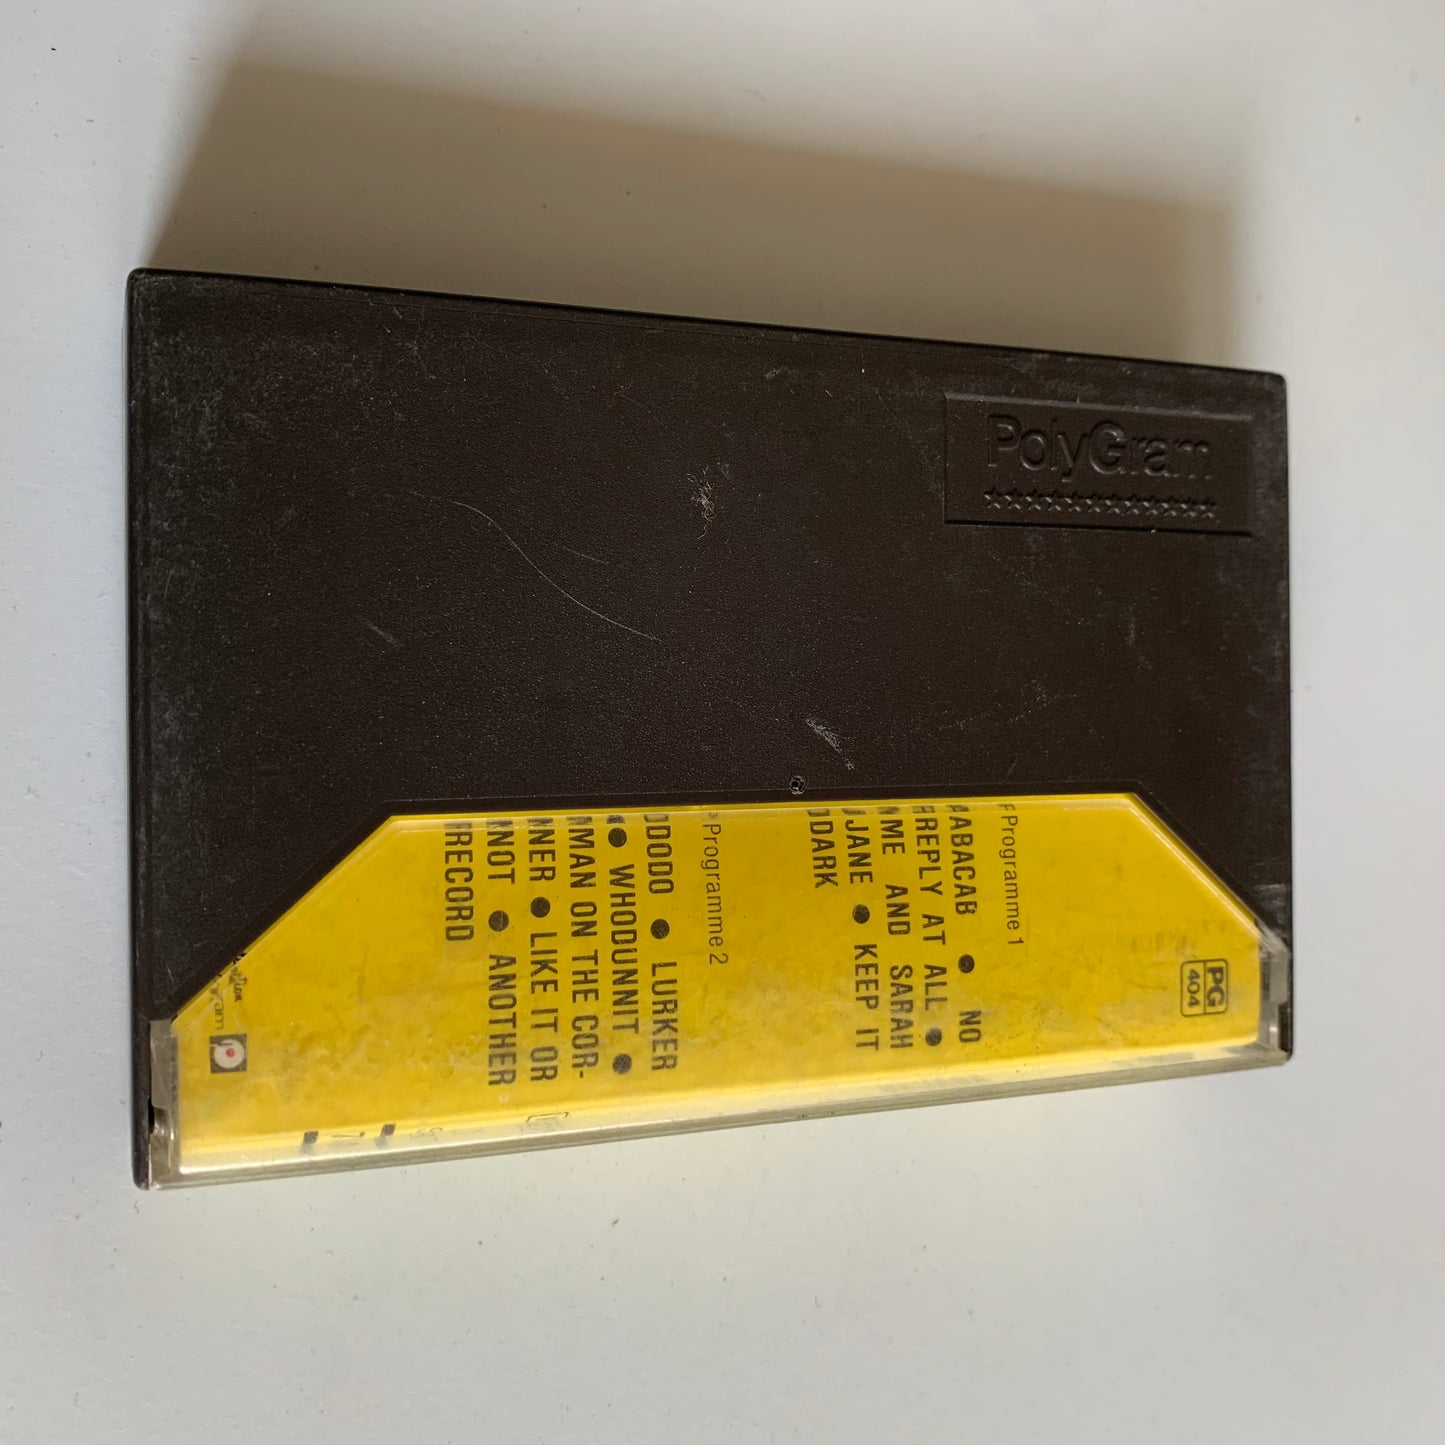 PolyGram
PG
404
Programme 1
ABACAB ● NO
REPLY AT ALL ●
ME AND SARAH
JANE ● KEEP IT
DARK
Programme 2
DODO ● LURKER
● WHODUNNIT ●
MAN ON THE COR-
NER ● LIKE IT OR
NOT ● ANOTHER
RECORD